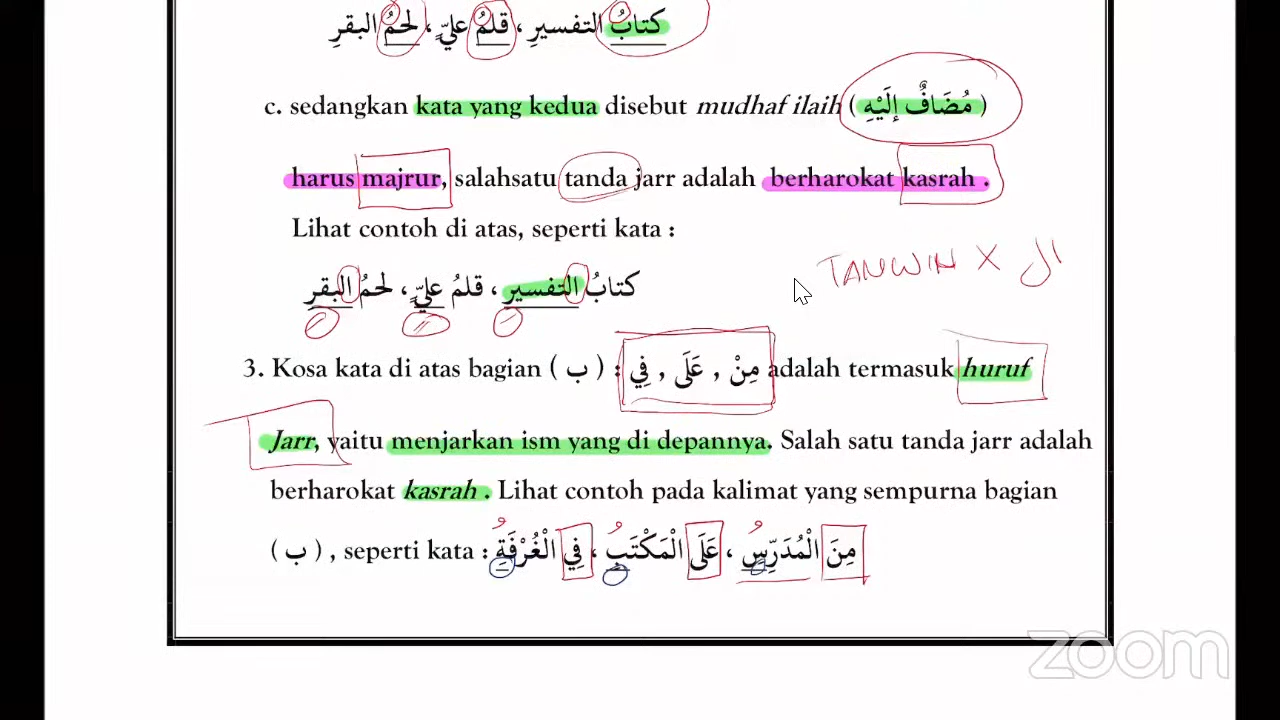 كتابُ التفسيرِ ، قلمُ عليٍّ ، لحمُ البقرِ
c. sedangkan kata yang kedua disebut mudhaf ilaih ( مُضَافٌ إِلَيْهِ )
harus majrur, salahsatu tanda jarr adalah berharokat kasrah .
Lihat contoh di atas, seperti kata :
TANWIN X ال
كتابُ التفسيرِ ، قلمُ عليٍّ ، لحمُ البقرِ
3. Kosa kata di atas bagian ( ب ) : مِنْ , عَلَى , فِي adalah termasuk huruf
Jarr, yaitu menjarkan ism yang di depannya. Salah satu tanda jarr adalah
berharokat kasrah . Lihat contoh pada kalimat yang sempurna bagian
( ب ) , seperti kata : مِنَ الْمُدَرِّسِ ، عَلَى الْمَكْتَبِ ، فِي الْغُرْفَةِ
zoom